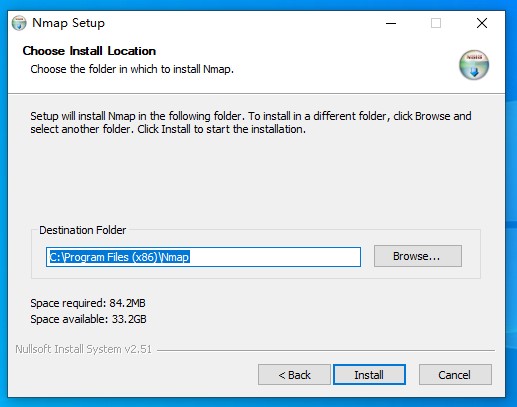 Nmap Setup
Choose Install Location
Choose the folder in which to install Nmap.
Setup will install Nmap in the following folder. To install in a different folder, click Browse and
select another folder. Click Install to start the installation.
Destination Folder
C:\Program Files (x86)\Nmap
Browse...
Space required: 84.2MB
Space available: 33.2GB
Nullsoft Install System v2.51
< Back
Install
Cancel